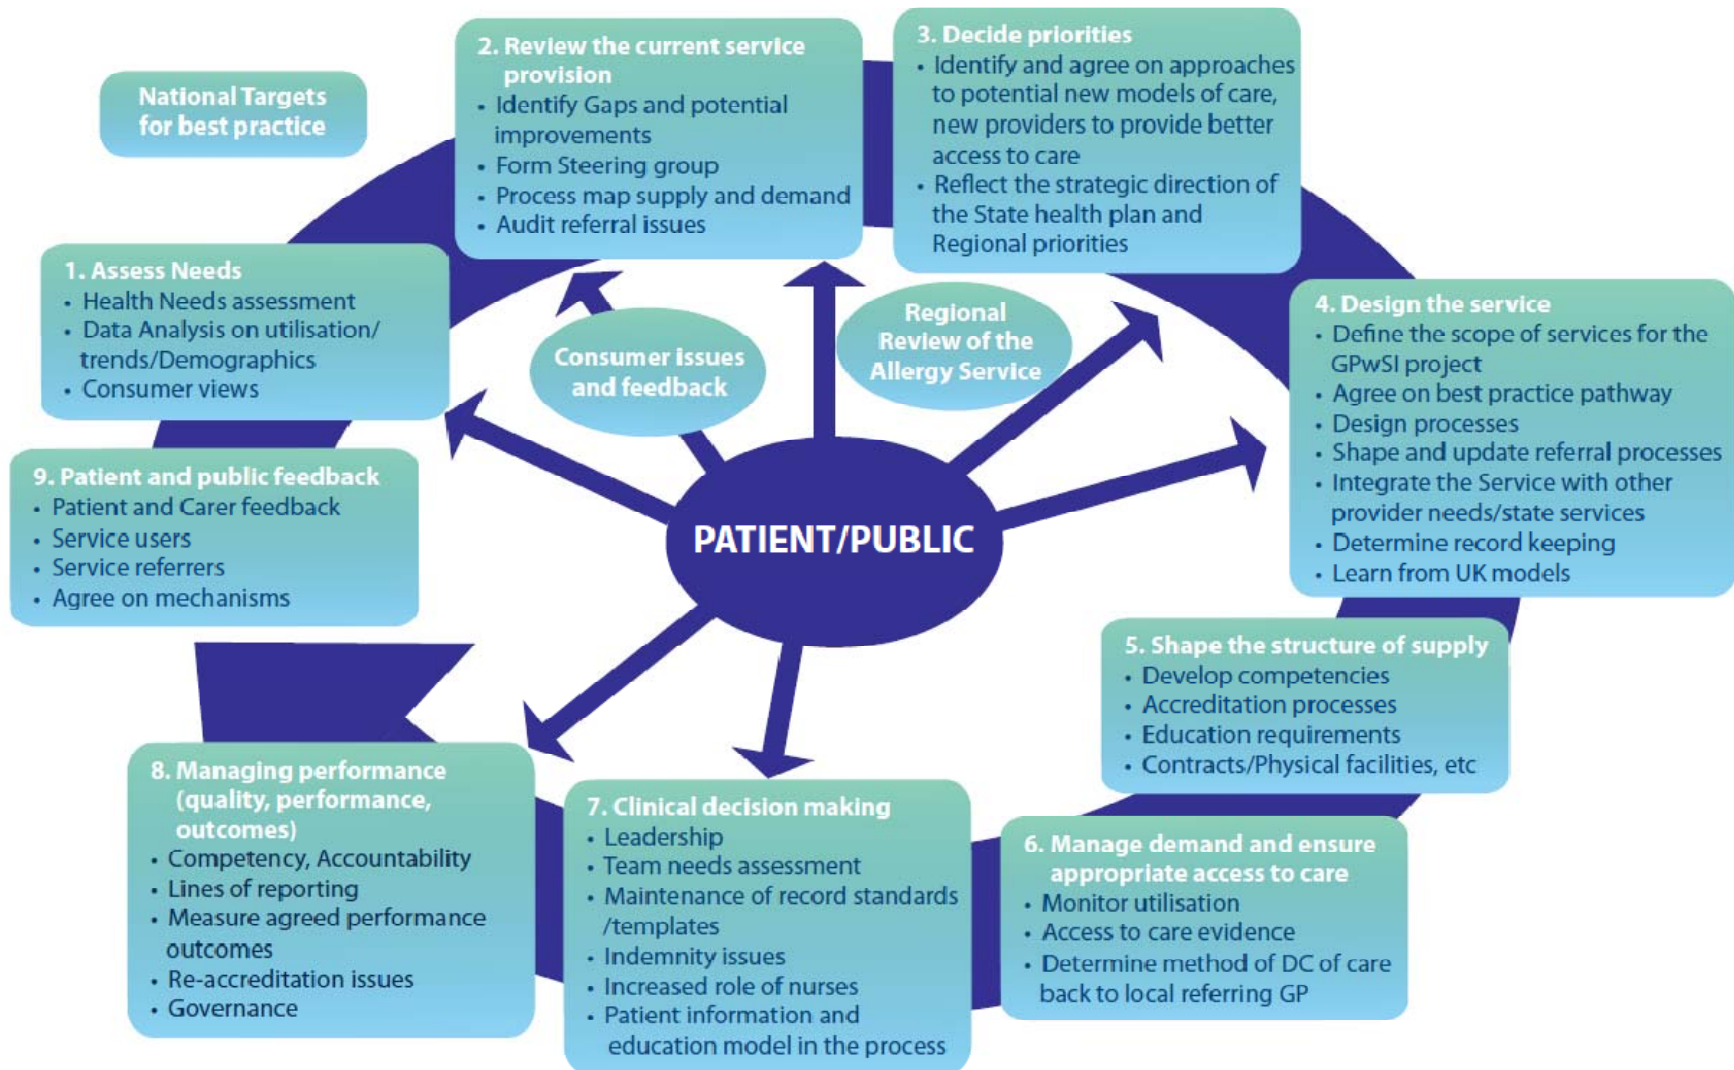 National Targets
for best practice
1. Assess Needs
• Health Needs assessment
• Data Analysis on utilisation/
trends/Demographics
• Consumer views
2. Review the current service
provision
• Identify Gaps and potential
improvements
• Form Steering group
• Process map supply and demand
• Audit referral issues
3. Decide priorities
• Identify and agree on approaches
to potential new models of care,
new providers to provide better
access to care
• Reflect the strategic direction of
the State health plan and
Regional priorities
4. Design the service
• Define the scope of services for the
GPwSI project
• Agree on best practice pathway
• Design processes
• Shape and update referral processes
• Integrate the Service with other
provider needs/state services
• Determine record keeping
• Learn from UK models
5. Shape the structure of supply
• Develop competencies
• Accreditation processes
• Education requirements
• Contracts/Physical facilities, etc
6. Manage demand and ensure
appropriate access to care
• Monitor utilisation
• Access to care evidence
• Determine method of DC of care
back to local referring GP
7. Clinical decision making
• Leadership
• Team needs assessment
• Maintenance of record standards
/templates
• Indemnity issues
• Increased role of nurses
• Patient information and
education model in the process
8. Managing performance
(quality, performance,
outcomes)
• Competency, Accountability
• Lines of reporting
• Measure agreed performance
outcomes
• Re-accreditation issues
• Governance
9. Patient and public feedback
• Patient and Carer feedback
• Service users
• Service referrers
• Agree on mechanisms
Consumer issues
and feedback
Regional
Review of the
Allergy Service
PATIENT/PUBLIC